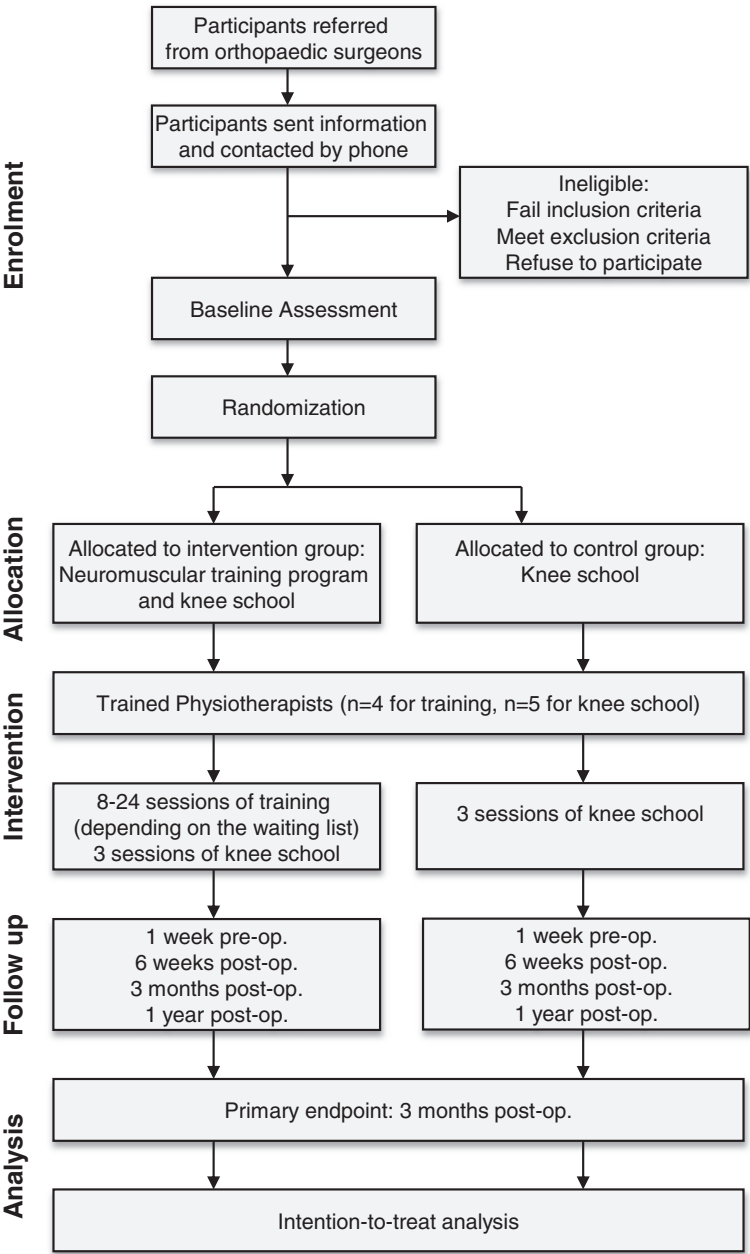 Participants referred
from orthopaedic surgeons
Participants sent information
and contacted by phone
Enrolment
Ineligible:
Fail inclusion criteria
Meet exclusion criteria
Refuse to participate
Baseline Assessment
Randomization
Allocation
Allocated to intervention group:
Neuromuscular training program
and knee school
Allocated to control group:
Knee school
Intervention
Trained Physiotherapists (n=4 for training, n=5 for knee school)
8-24 sessions of training
(depending on the waiting list)
3 sessions of knee school
3 sessions of knee school
Follow up
1 week pre-op.
6 weeks post-op.
3 months post-op.
1 year post-op.
1 week pre-op.
6 weeks post-op.
3 months post-op.
1 year post-op.
Analysis
Primary endpoint: 3 months post-op.
Intention-to-treat analysis